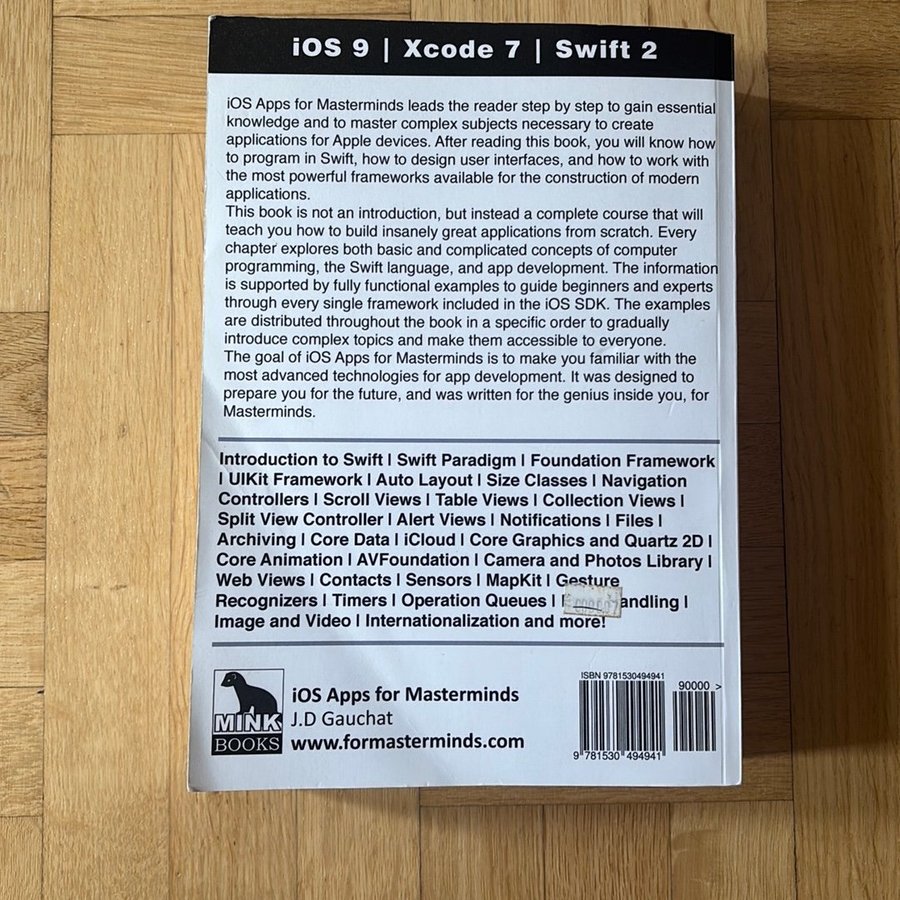 iOS 9 | Xcode 7 | Swift 2
iOS Apps for Masterminds leads the reader step by step to gain essential
knowledge and to master complex subjects necessary to create
applications for Apple devices. After reading this book, you will know how
to program in Swift, how to design user interfaces, and how to work with
the most powerful frameworks available for the construction of modern
applications.
This book is not an introduction, but instead a complete course that will
teach you how to build insanely great applications from scratch. Every
chapter explores both basic and complicated concepts of computer
programming, the Swift language, and app development. The information
is supported by fully functional examples to guide beginners and experts
through every single framework included in the iOS SDK. The examples
are distributed throughout the book in a specific order to gradually
introduce complex topics and make them accessible to everyone.
The goal of iOS Apps for Masterminds is to make you familiar with the
most advanced technologies for app development. It was designed to
prepare you for the future, and was written for the genius inside you, for
Masterminds.
Introduction to Swift | Swift Paradigm | Foundation Framework
| UIKit Framework | Auto Layout | Size Classes | Navigation
Controllers | Scroll Views | Table Views | Collection Views |
Split View Controller | Alert Views | Notifications | Files |
Archiving | Core Data | iCloud | Core Graphics and Quartz 2D |
Core Animation | AVFoundation | Camera and Photos Library |
Web Views | Contacts | Sensors | MapKit | Gesture
Recognizers | Timers | Operation Queues | andling |
Image and Video | Internationalization and more!
MINK
BOOKS
iOS Apps for Masterminds
J.D Gauchat
www.formasterminds.com
ISBN 9781530494941
90000 >
9 781530 494941